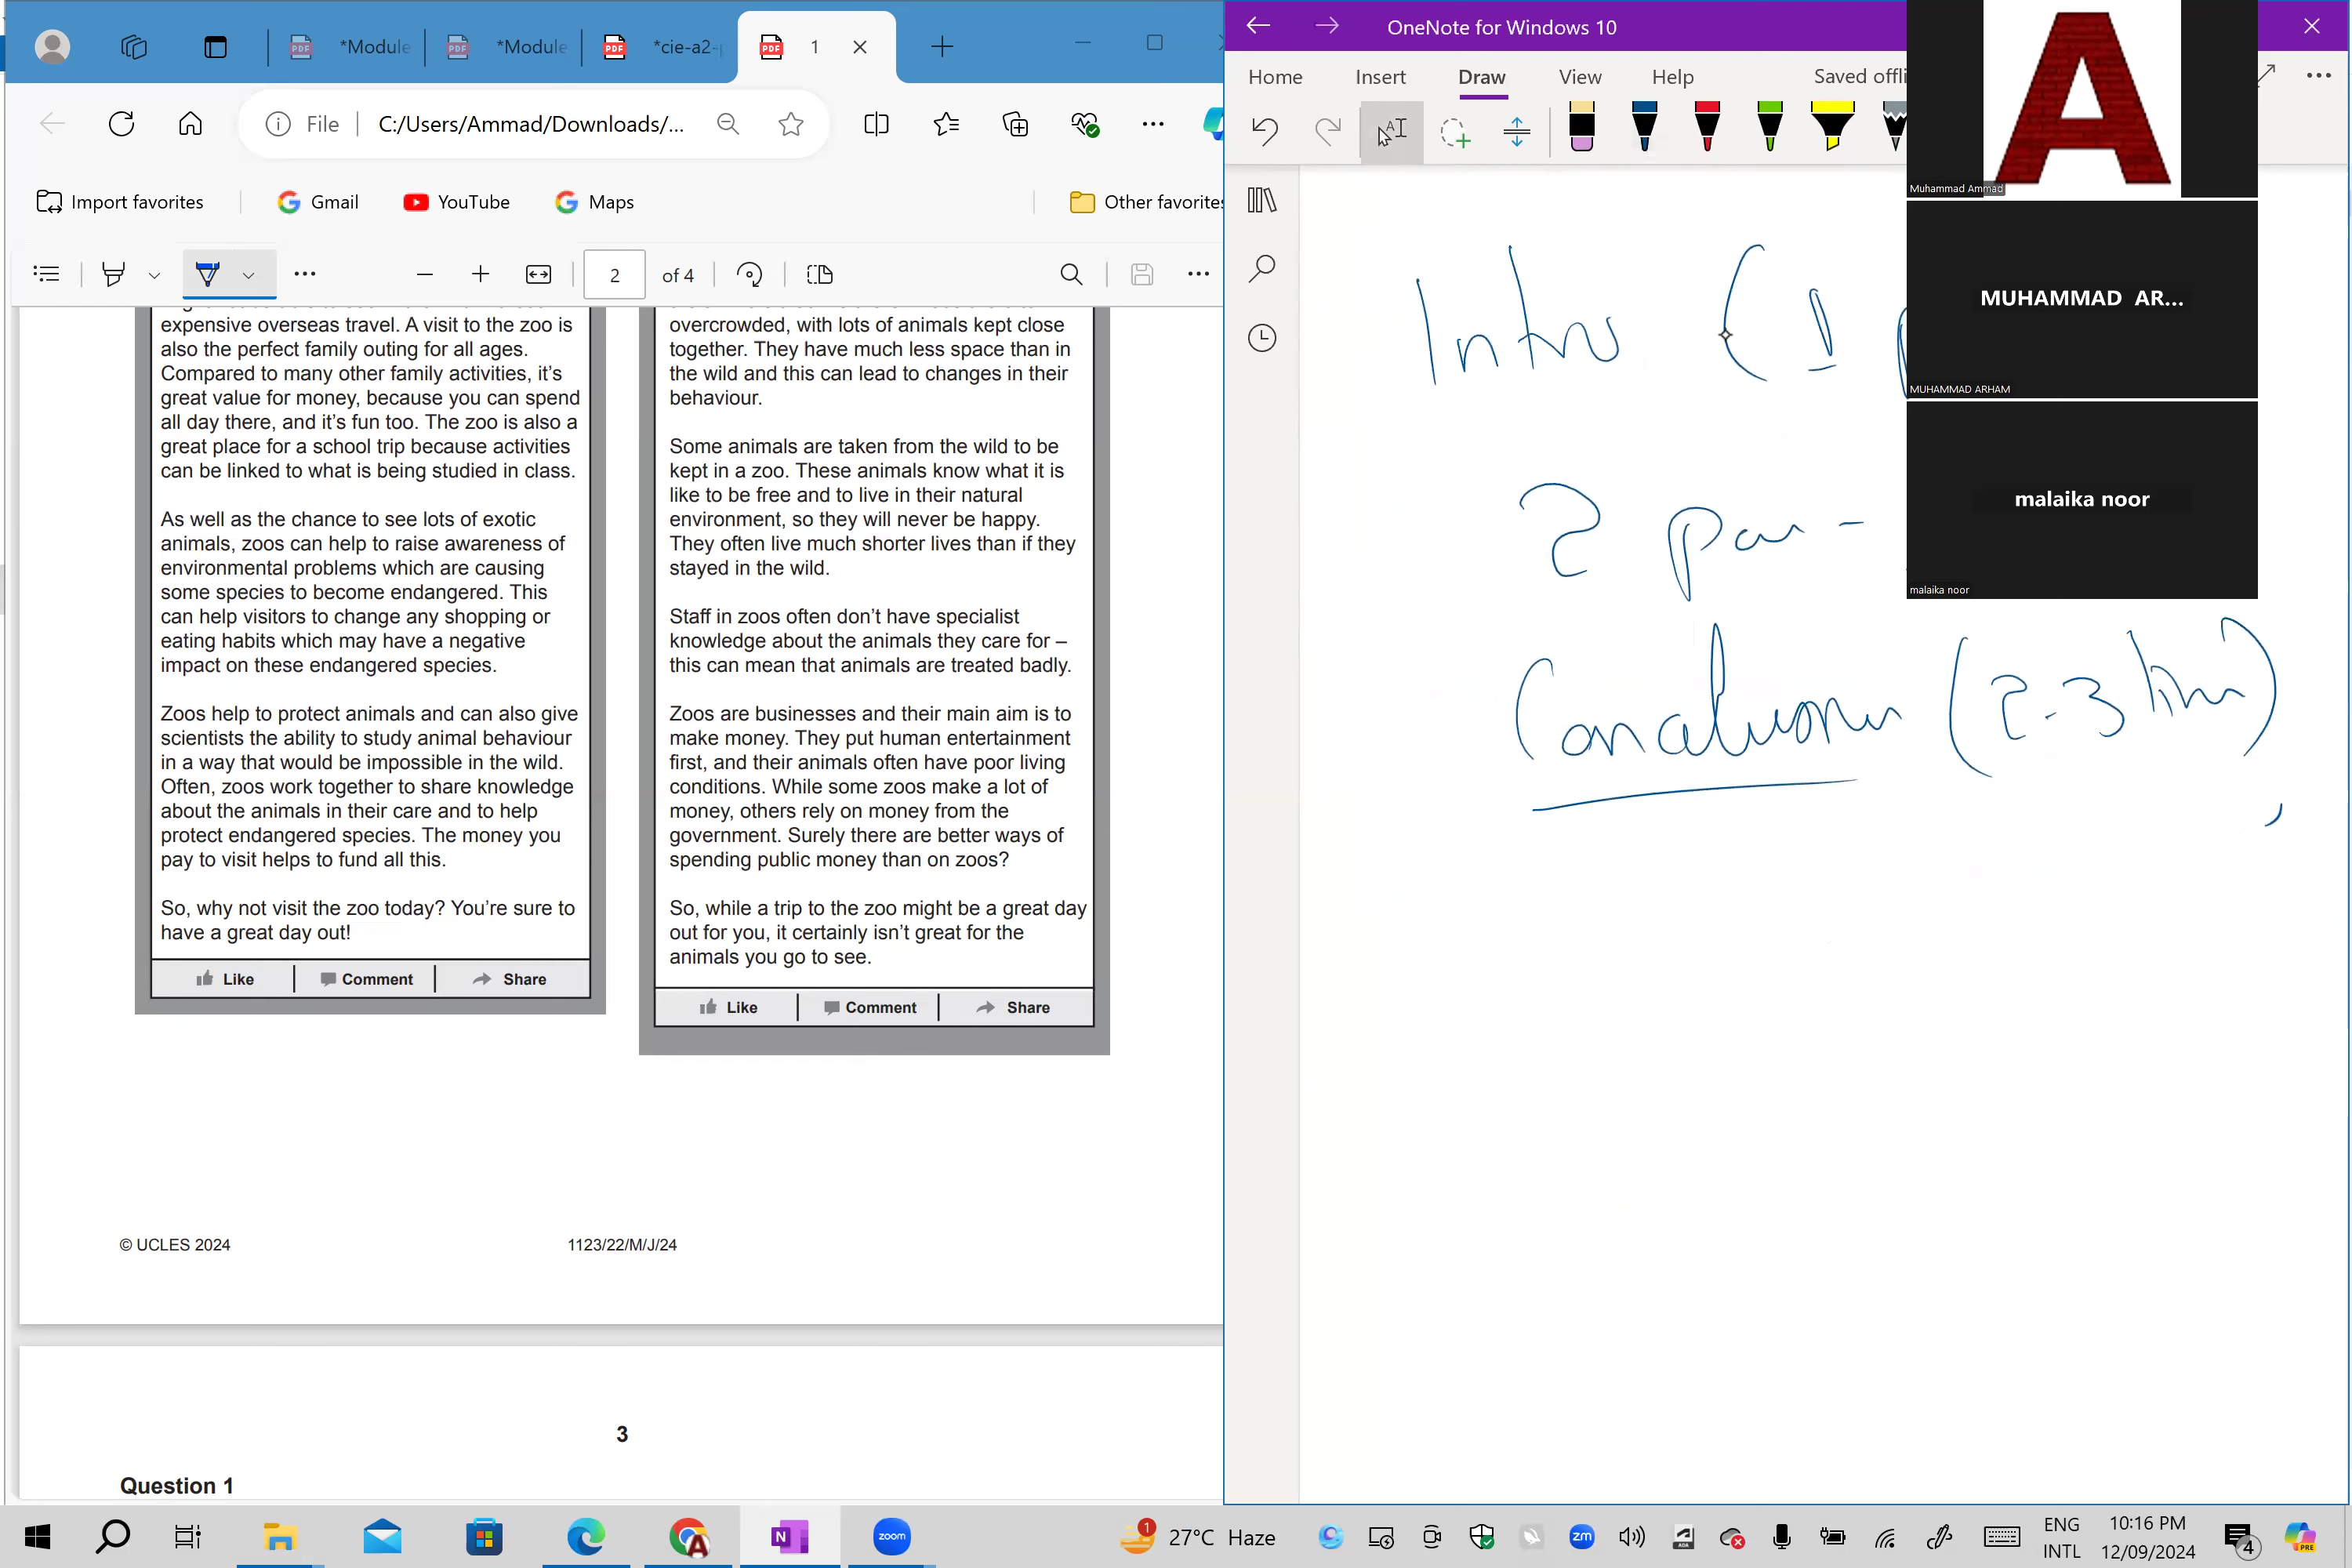 *Module
*Module
*cie-a2-
1
File
C:/Users/Ammad/Downloads/...
Import favorites
Gmail
YouTube
Maps
Other favorites
2
of 4
expensive overseas travel. A visit to the zoo is
also the perfect family outing for all ages.
Compared to many other family activities, it's
great value for money, because you can spend
all day there, and it's fun too. The zoo is also a
great place for a school trip because activities
can be linked to what is being studied in class.
As well as the chance to see lots of exotic
animals, zoos can help to raise awareness of
environmental problems which are causing
some species to become endangered. This
can help visitors to change any shopping or
eating habits which may have a negative
impact on these endangered species.
Zoos help to protect animals and can also give
scientists the ability to study animal behaviour
in a way that would be impossible in the wild.
Often, zoos work together to share knowledge
about the animals in their care and to help
protect endangered species. The money you
pay to visit helps to fund all this.
So, why not visit the zoo today? You're sure to
have a great day out!
Like
Comment
Share
overcrowded, with lots of animals kept close
together. They have much less space than in
the wild and this can lead to changes in their
behaviour.
Some animals are taken from the wild to be
kept in a zoo. These animals know what it is
like to be free and to live in their natural
environment, so they will never be happy.
They often live much shorter lives than if they
stayed in the wild.
Staff in zoos often don't have specialist
knowledge about the animals they care for –
this can mean that animals are treated badly.
Zoos are businesses and their main aim is to
make money. They put human entertainment
first, and their animals often have poor living
conditions. While some zoos make a lot of
money, others rely on money from the
government. Surely there are better ways of
spending public money than on zoos?
So, while a trip to the zoo might be a great day
out for you, it certainly isn't great for the
animals you go to see.
Like
Comment
Share
© UCLES 2024
1123/22/M/J/24
3
Question 1
OneNote for Windows 10
Home
Insert
Draw
View
Help
Saved offli
Intro (1
2 par -
Conclusion (2-3 lines)
A
Muhammad Ammad
MUHAMMAD AR...
MUHAMMAD ARHAM
malaika noor
malaika noor
zoom
1
27°C Haze
zm
ENG
INTL
10:16 PM
12/09/2024
4
PRE